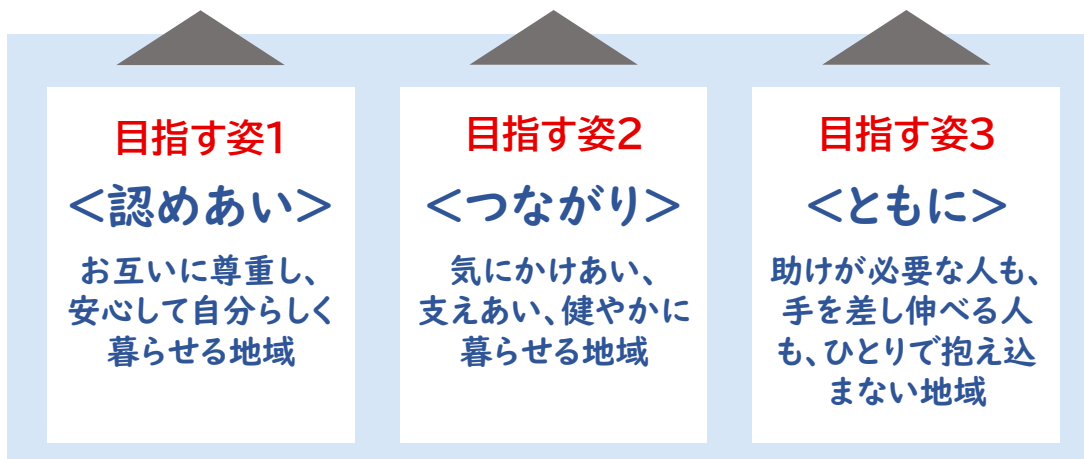 目指す姿1
<認めあい>
お互いに尊重し、
安心して自分らしく
暮らせる地域
目指す姿2
<つながり>
気にかけあい、
支えあい、健やかに
暮らせる地域
目指す姿3
<ともに>
助けが必要な人も、
手を差し伸べる人
も、ひとりで抱え込
まない地域